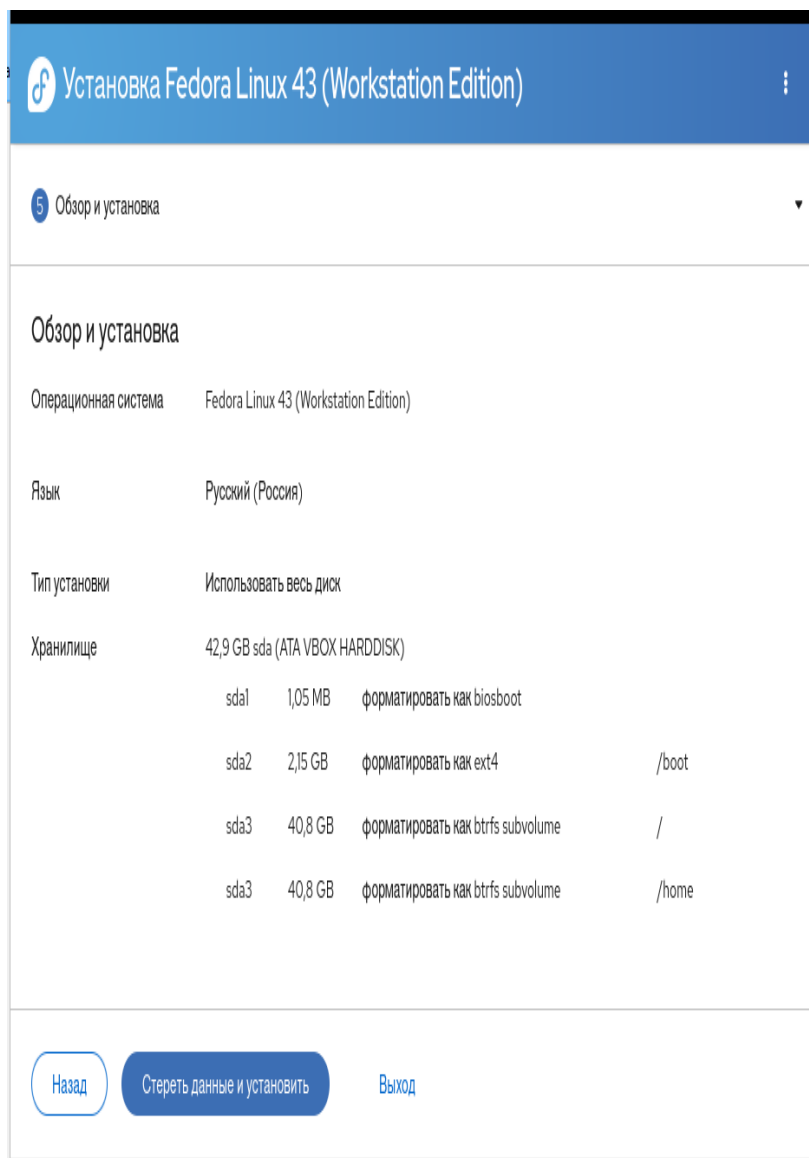 Установка Fedora Linux 43 (Workstation Edition)
5 Обзор и установка
Обзор и установка
Операционная система Fedora Linux 43 (Workstation Edition)
Язык Русский (Россия)
Тип установки Использовать весь диск
Хранилище 42,9 GB sda (ATA VBOX HARDDISK)
sda1 1,05 MB форматировать как biosboot
sda2 2,15 GB форматировать как ext4 /boot
sda3 40,8 GB форматировать как btrfs subvolume /
sda3 40,8 GB форматировать как btrfs subvolume /home
Назад Стереть данные и установить Выход